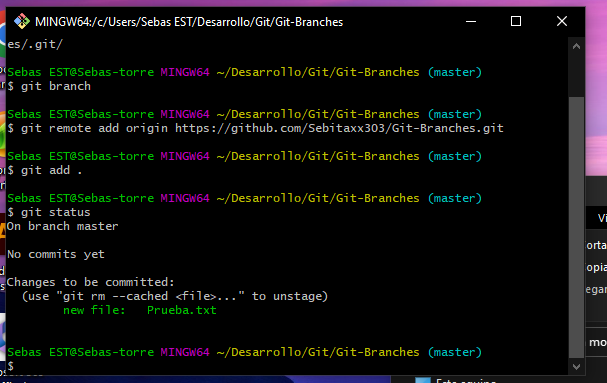 MINGW64:/c/Users/Sebas EST/Desarrollo/Git/Git-Branches
es/.git/
Sebas EST@Sebas-torre MINGW64 ~/Desarrollo/Git/Git-Branches (master)
$ git branch
Sebas EST@Sebas-torre MINGW64 ~/Desarrollo/Git/Git-Branches (master)
$ git remote add origin https://github.com/Sebitaxx303/Git-Branches.git
Sebas EST@Sebas-torre MINGW64 ~/Desarrollo/Git/Git-Branches (master)
$ git add .
Sebas EST@Sebas-torre MINGW64 ~/Desarrollo/Git/Git-Branches (master)
$ git status
On branch master
No commits yet
Changes to be committed:
(use "git rm --cached <file>..." to unstage)
new file:   Prueba.txt
Sebas EST@Sebas-torre MINGW64 ~/Desarrollo/Git/Git-Branches (master)
$
Vi
orta
opia
egar
mo
Este equipo